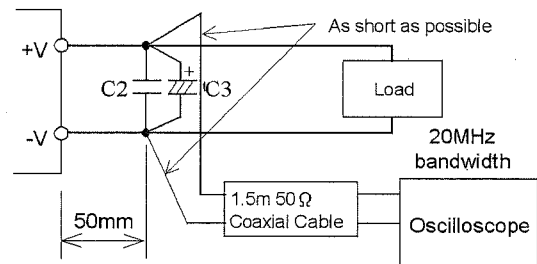 As short as possible
+V
+
C2
C3
Load
-V
20MHz
bandwidth
1.5m 50Ω
Coaxial Cable
Oscilloscope
50mm